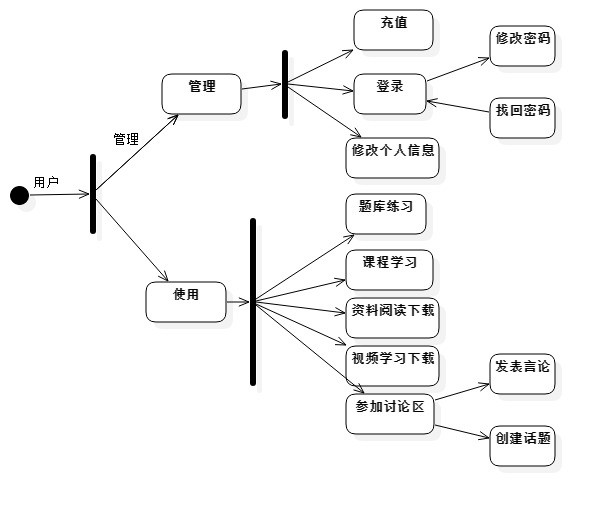 充值
修改密码
管理
登录
找回密码
管理
修改个人信息
用户
题库练习
课程学习
使用
资料阅读下载
视频学习下载
发表言论
参加讨论区
创建话题